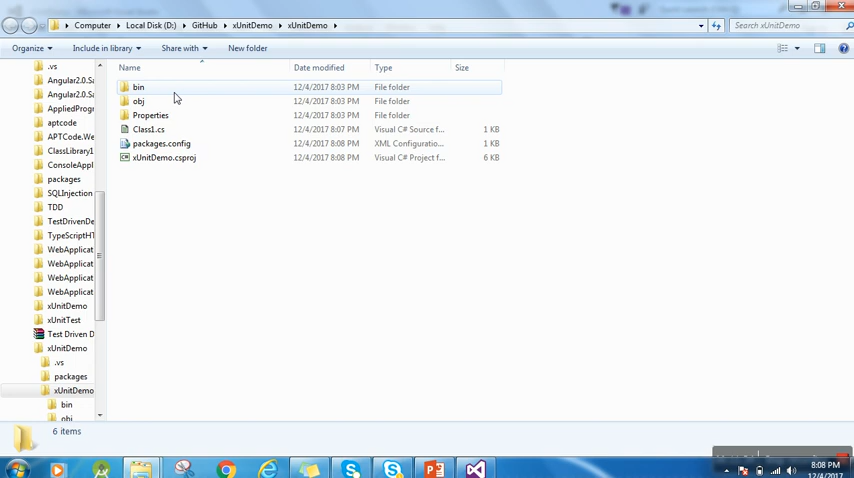 Computer Local Disk (D:) GitHub xUnitDemo xUnitDemo
Search xUnitDemo
Organize Include in library Share with New folder
Name Date modified Type Size
bin 12/4/2017 8:03 PM File folder
obj 12/4/2017 8:03 PM File folder
Properties 12/4/2017 8:03 PM File folder
Class1.cs 12/4/2017 8:07 PM Visual C# Source f... 1 KB
packages.config 12/4/2017 8:08 PM XML Configuratio... 1 KB
xUnitDemo.csproj 12/4/2017 8:08 PM Visual C# Project f... 6 KB
.vs
Angular2.0.Sa
Angular2.0.Sa
AppliedProgr
aptcode
APTCode.We
ClassLibrary1
ConsoleAppl
packages
SQLInjection
TDD
TestDrivenDe
TypeScriptHT
WebApplicat
WebApplicat
WebApplicat
WebApplicat
xUnitDemo
xUnitTest
Test Driven D
xUnitDemo
.vs
packages
xUnitDemo
bin
obj
6 items
8:08 PM
12/4/2017